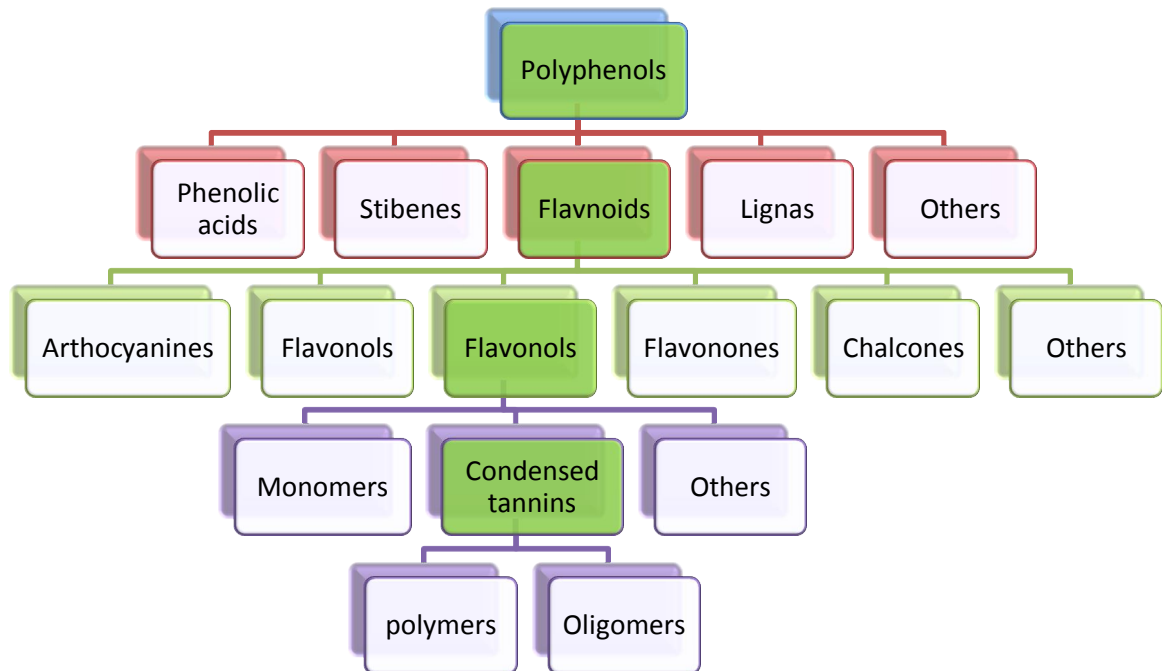 Polyphenols
Phenolic
acids
Stibenes
Flavnoids
Lignas
Others
Arthocyanines
Flavonols
Flavonols
Flavonones
Chalcones
Others
Monomers
Condensed
tannins
Others
polymers
Oligomers